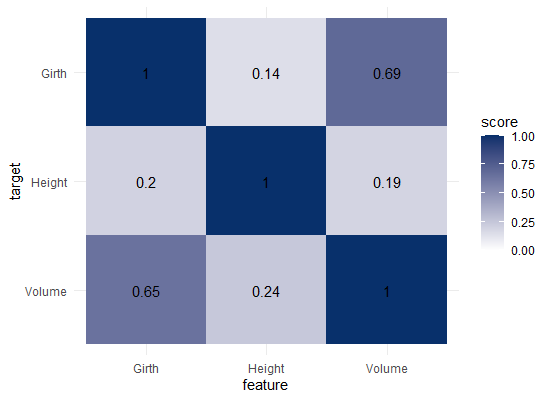 Girth
1
0.14
0.69
target
Height
0.2
1
0.19
Volume
0.65
0.24
1
Girth
Height
Volume
feature
score
1.00
0.75
0.50
0.25
0.00